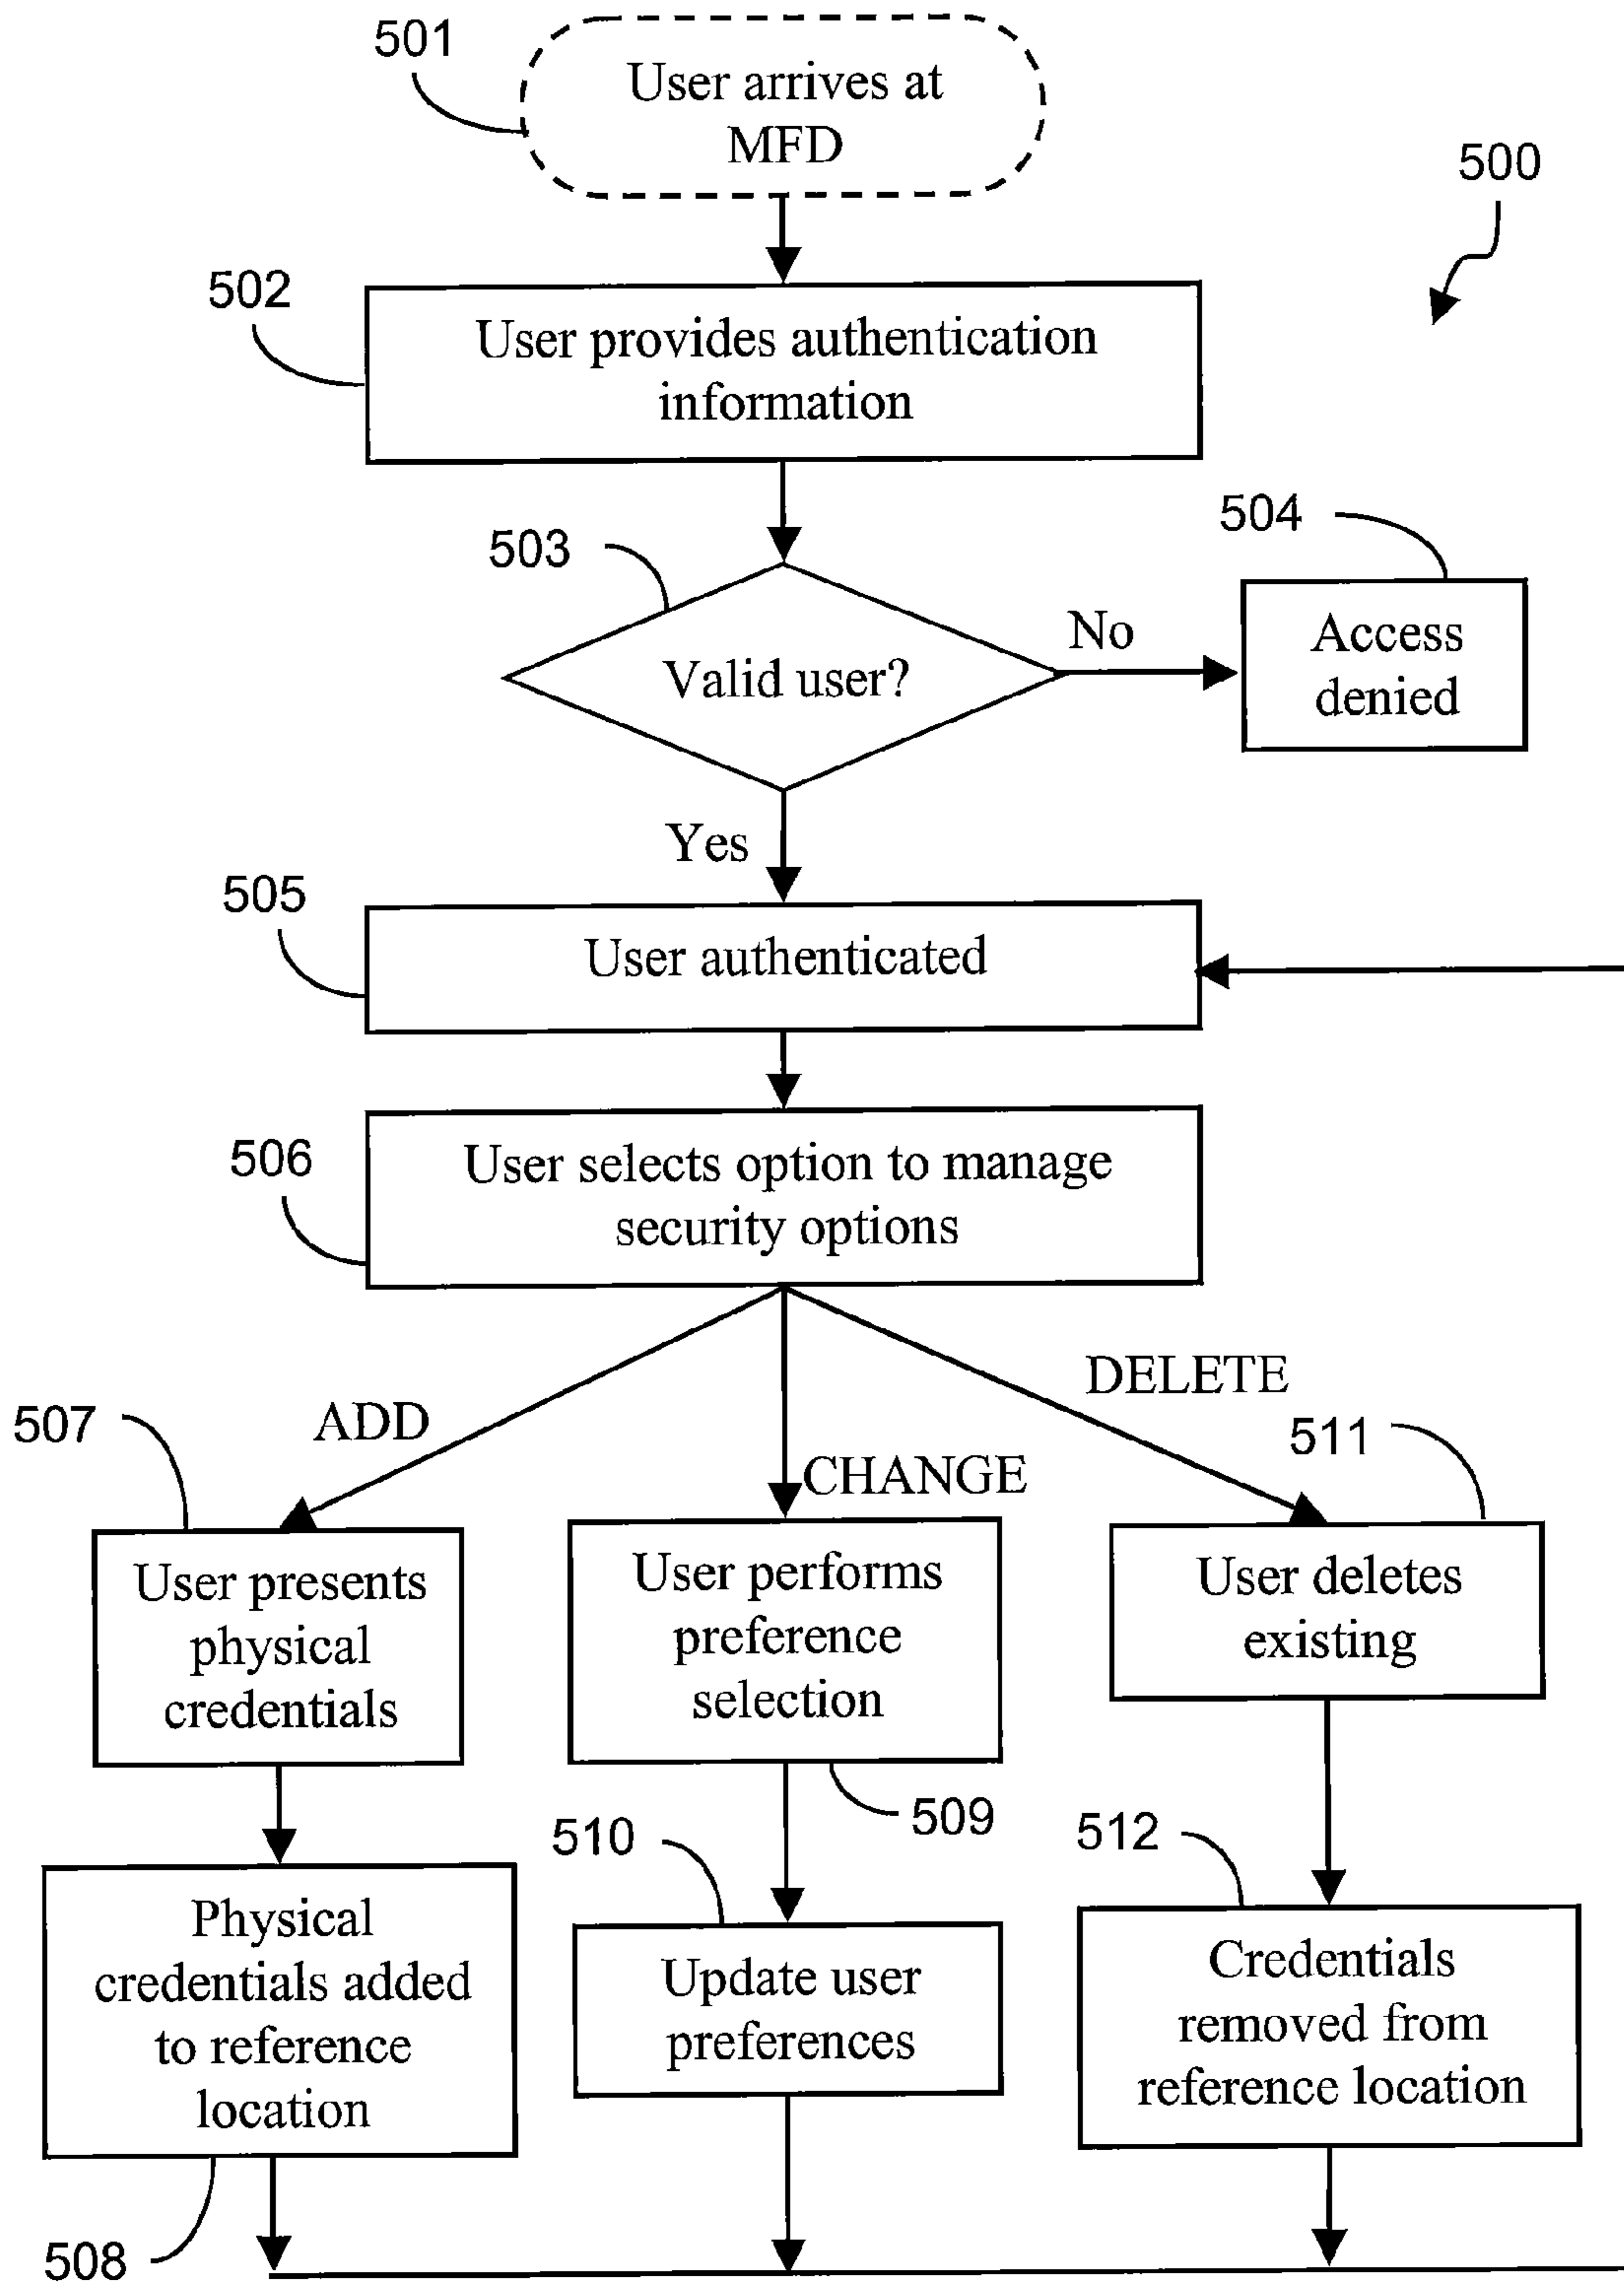 501
User arrives at
MFD
500
502
User provides authentication
information
503
504
Valid user?
No
Access
denied
Yes
505
User authenticated
506
User selects option to manage
security options
507
ADD
CHANGE
DELETE
511
User presents
physical
credentials
User performs
preference
selection
User deletes
existing
509
510
512
Physical
credentials added
to reference
location
Update user
preferences
Credentials
removed from
reference location
508